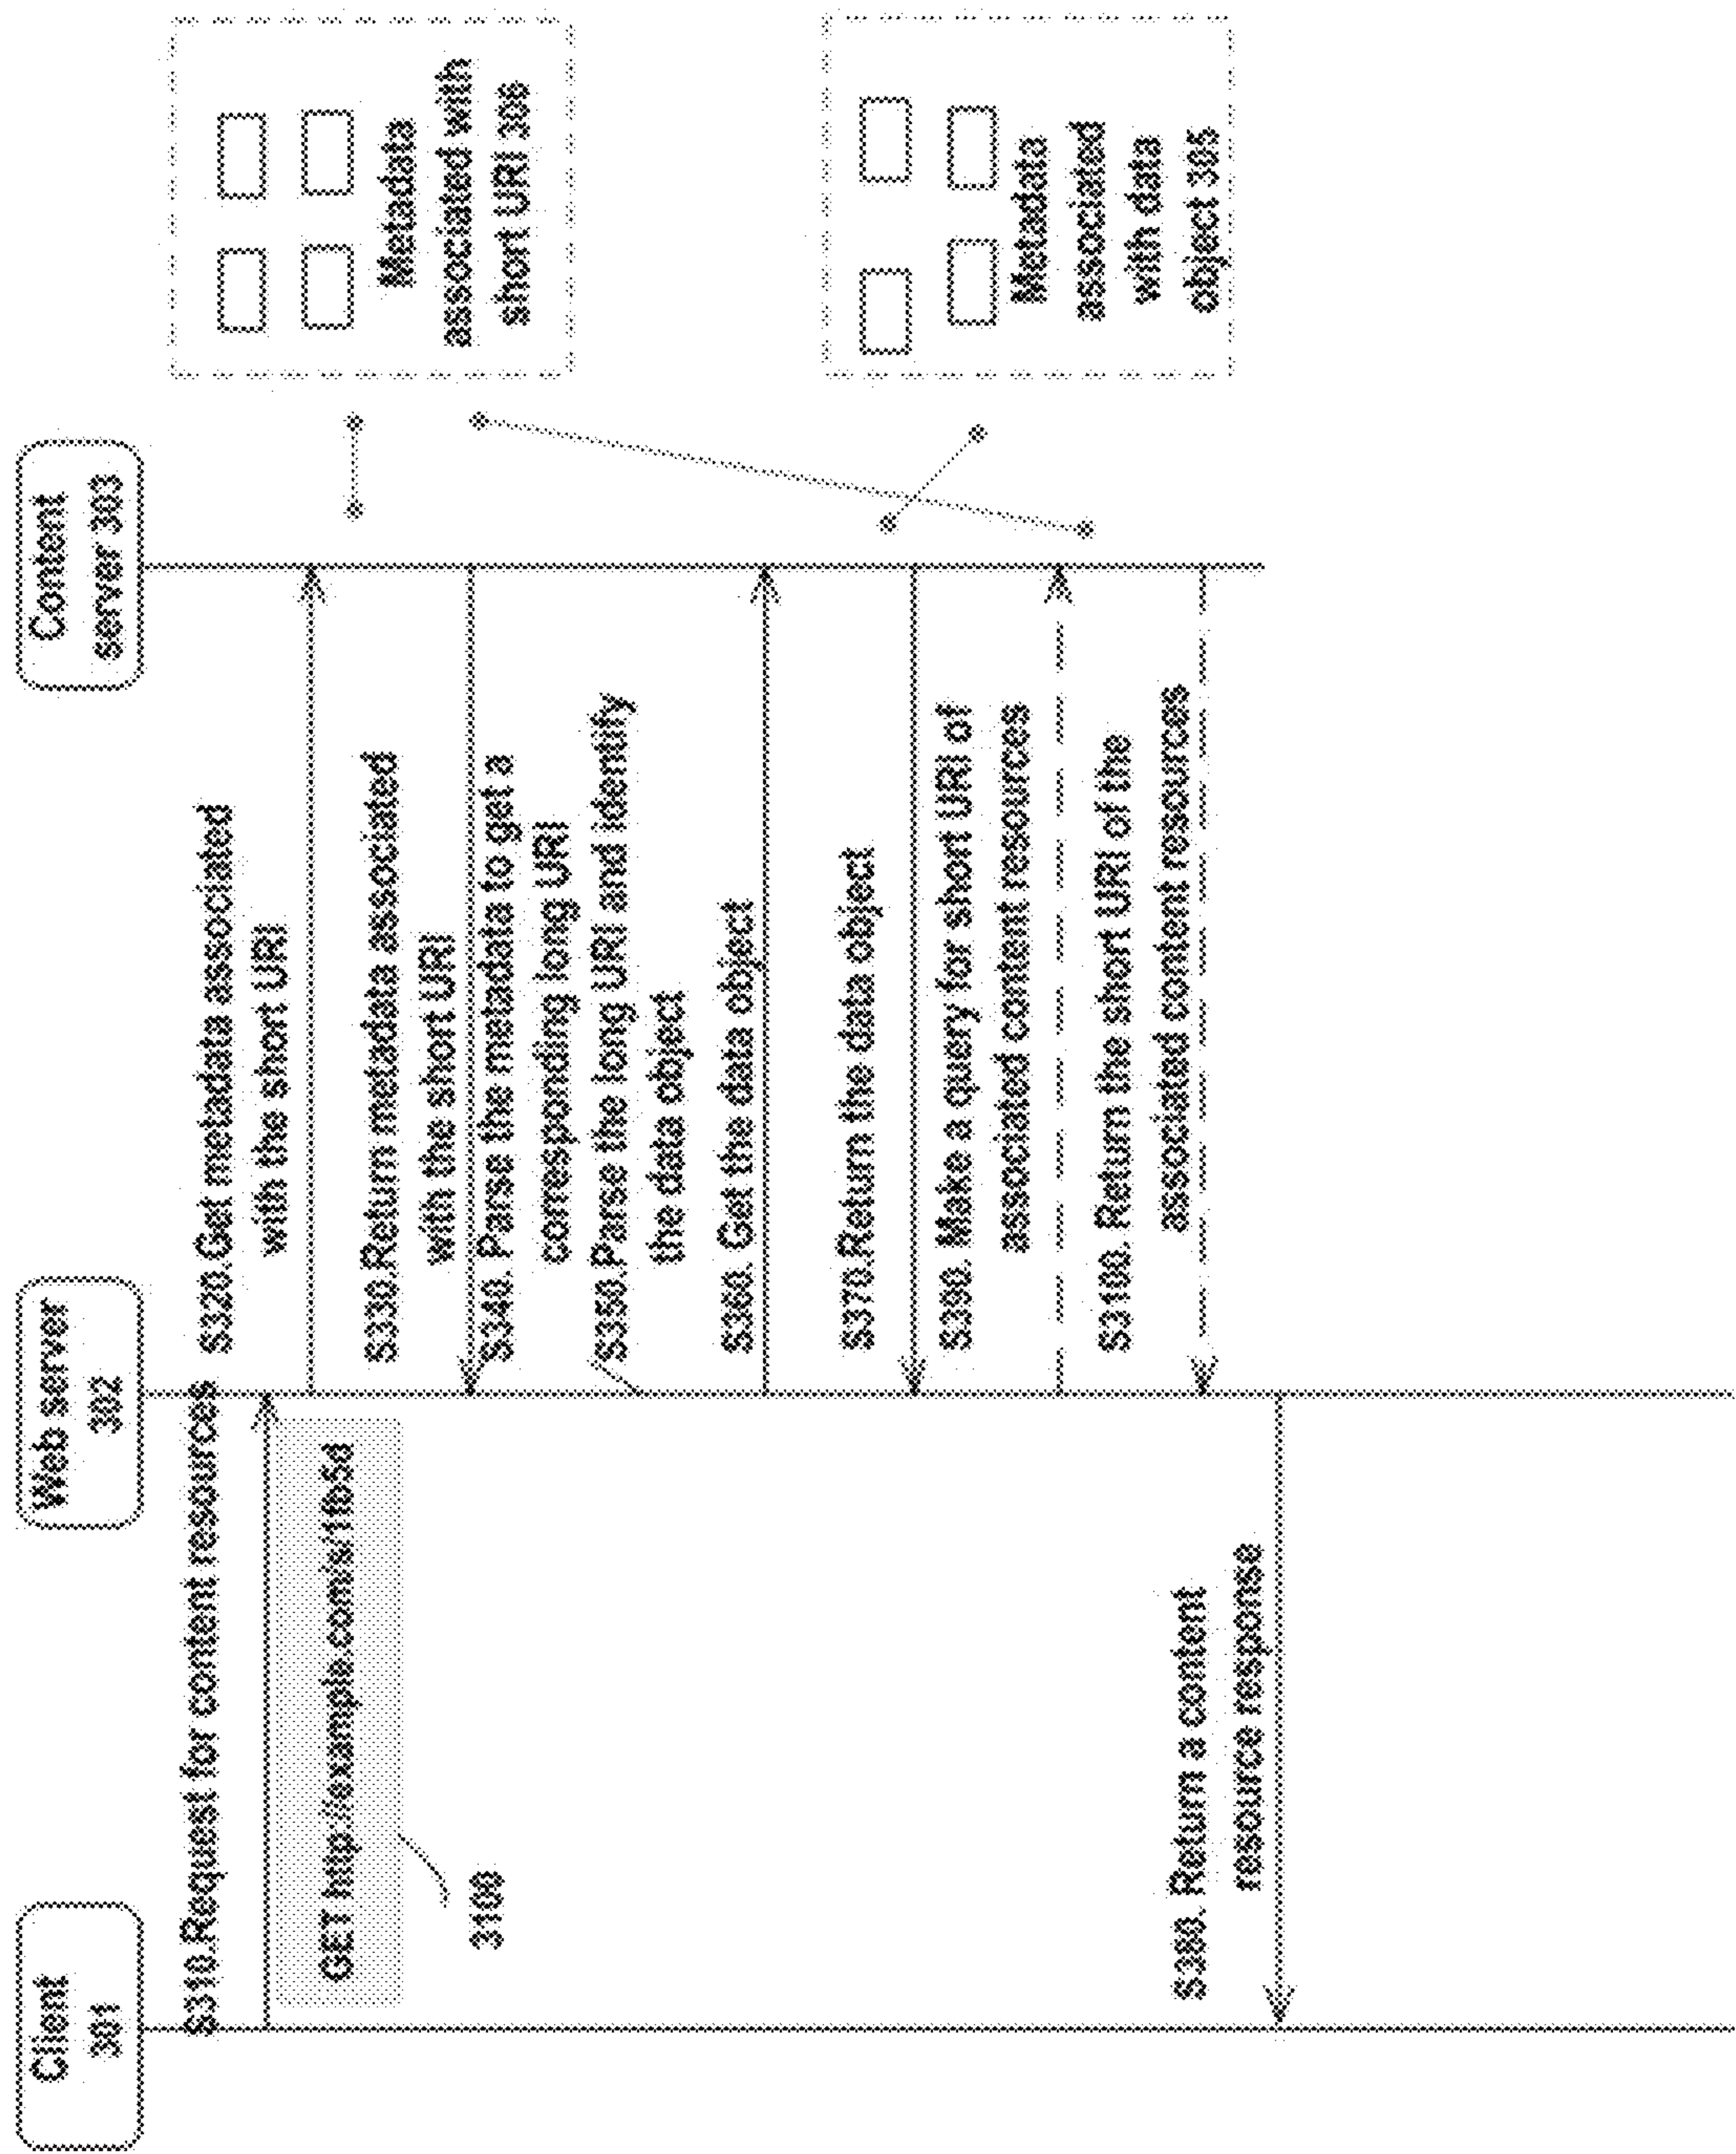 Client
301
Web server
302
Content
server 303
S310.Request for content resources
GET http://example.com/s/1fb5d
3100
S320.Get metadata associated
with the short URI
S330.Return metadata associated
with the short URI
S340. Parse the metadata to get a
corresponding long URI
S350.Parse the long URI and identify
the data object
S360. Get the data object
S370.Return the data object
S390. Make a query for short URI of
associated content resources
S3100. Return the short URI of the
associated content resources
S380. Return a content
resource response
Metadata
associated with
short URI 306
Metadata
associated
with data
object 305